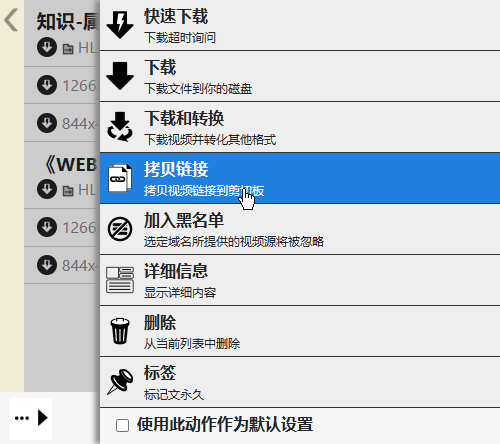 知识-属
HL
1266
844x
《WEB
HL
1266
844x
快速下载
下载超时询问
下载
下载文件到你的磁盘
下载和转换
下载视频并转化其他格式
拷贝链接
拷贝视频链接到剪切板
加入黑名单
选定域名所提供的视频源将被忽略
详细信息
显示详细内容
删除
从当前列表中删除
标签
标记文永久
使用此动作作为默认设置